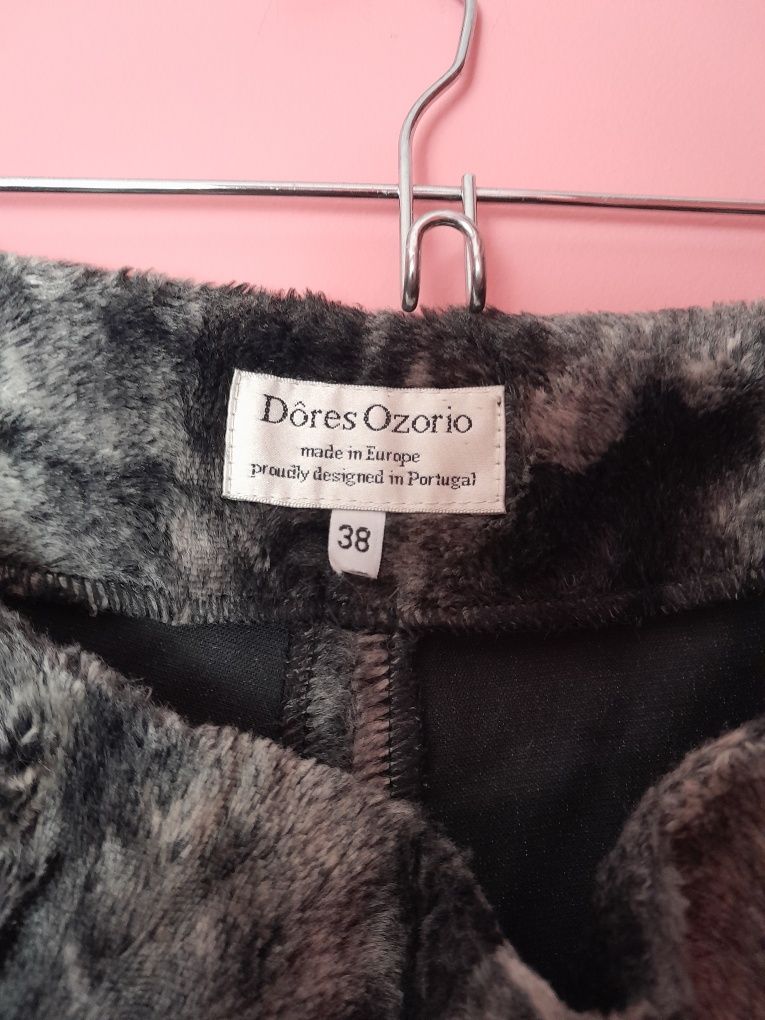 Dôres Ozorio
made in Europe
proudly designed in Portugal
38